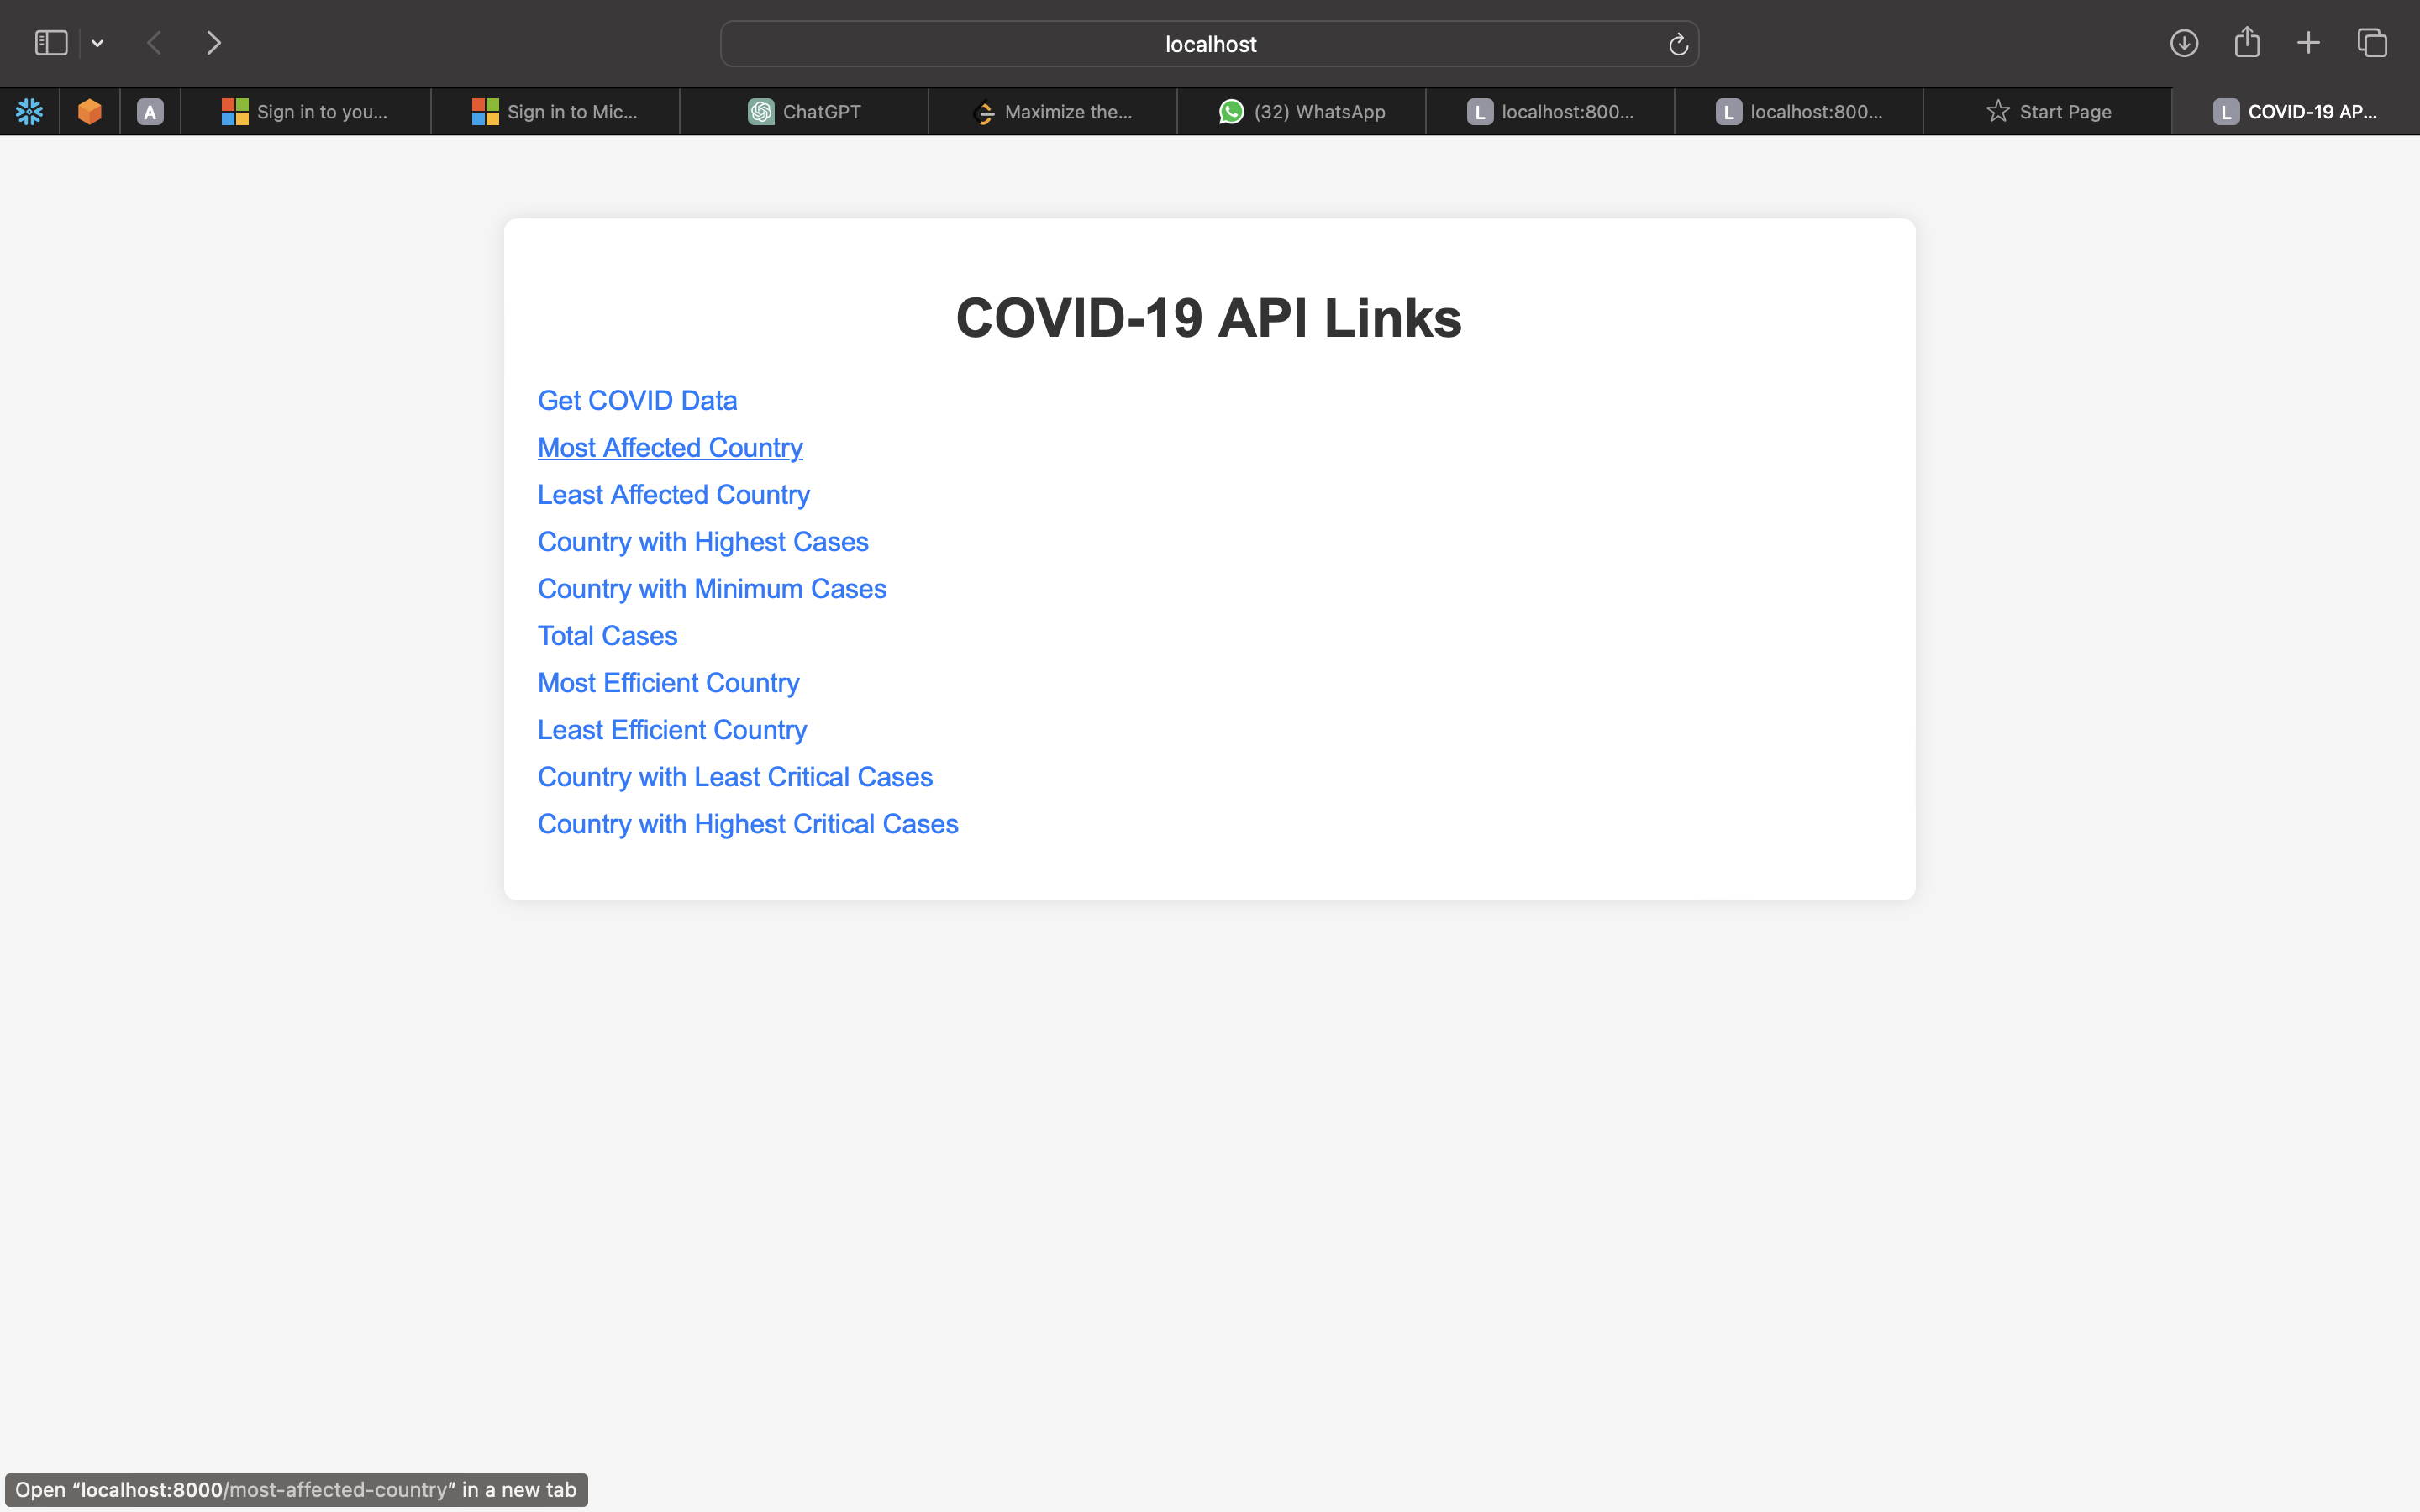 localhost
A
Sign in to you...
Sign in to Mic...
ChatGPT
Maximize the...
(32) WhatsApp
L localhost:800...
L localhost:800...
Start Page
L COVID-19 AP...
COVID-19 API Links
Get COVID Data
Most Affected Country
Least Affected Country
Country with Highest Cases
Country with Minimum Cases
Total Cases
Most Efficient Country
Least Efficient Country
Country with Least Critical Cases
Country with Highest Critical Cases
Open “localhost:8000/most-affected-country” in a new tab